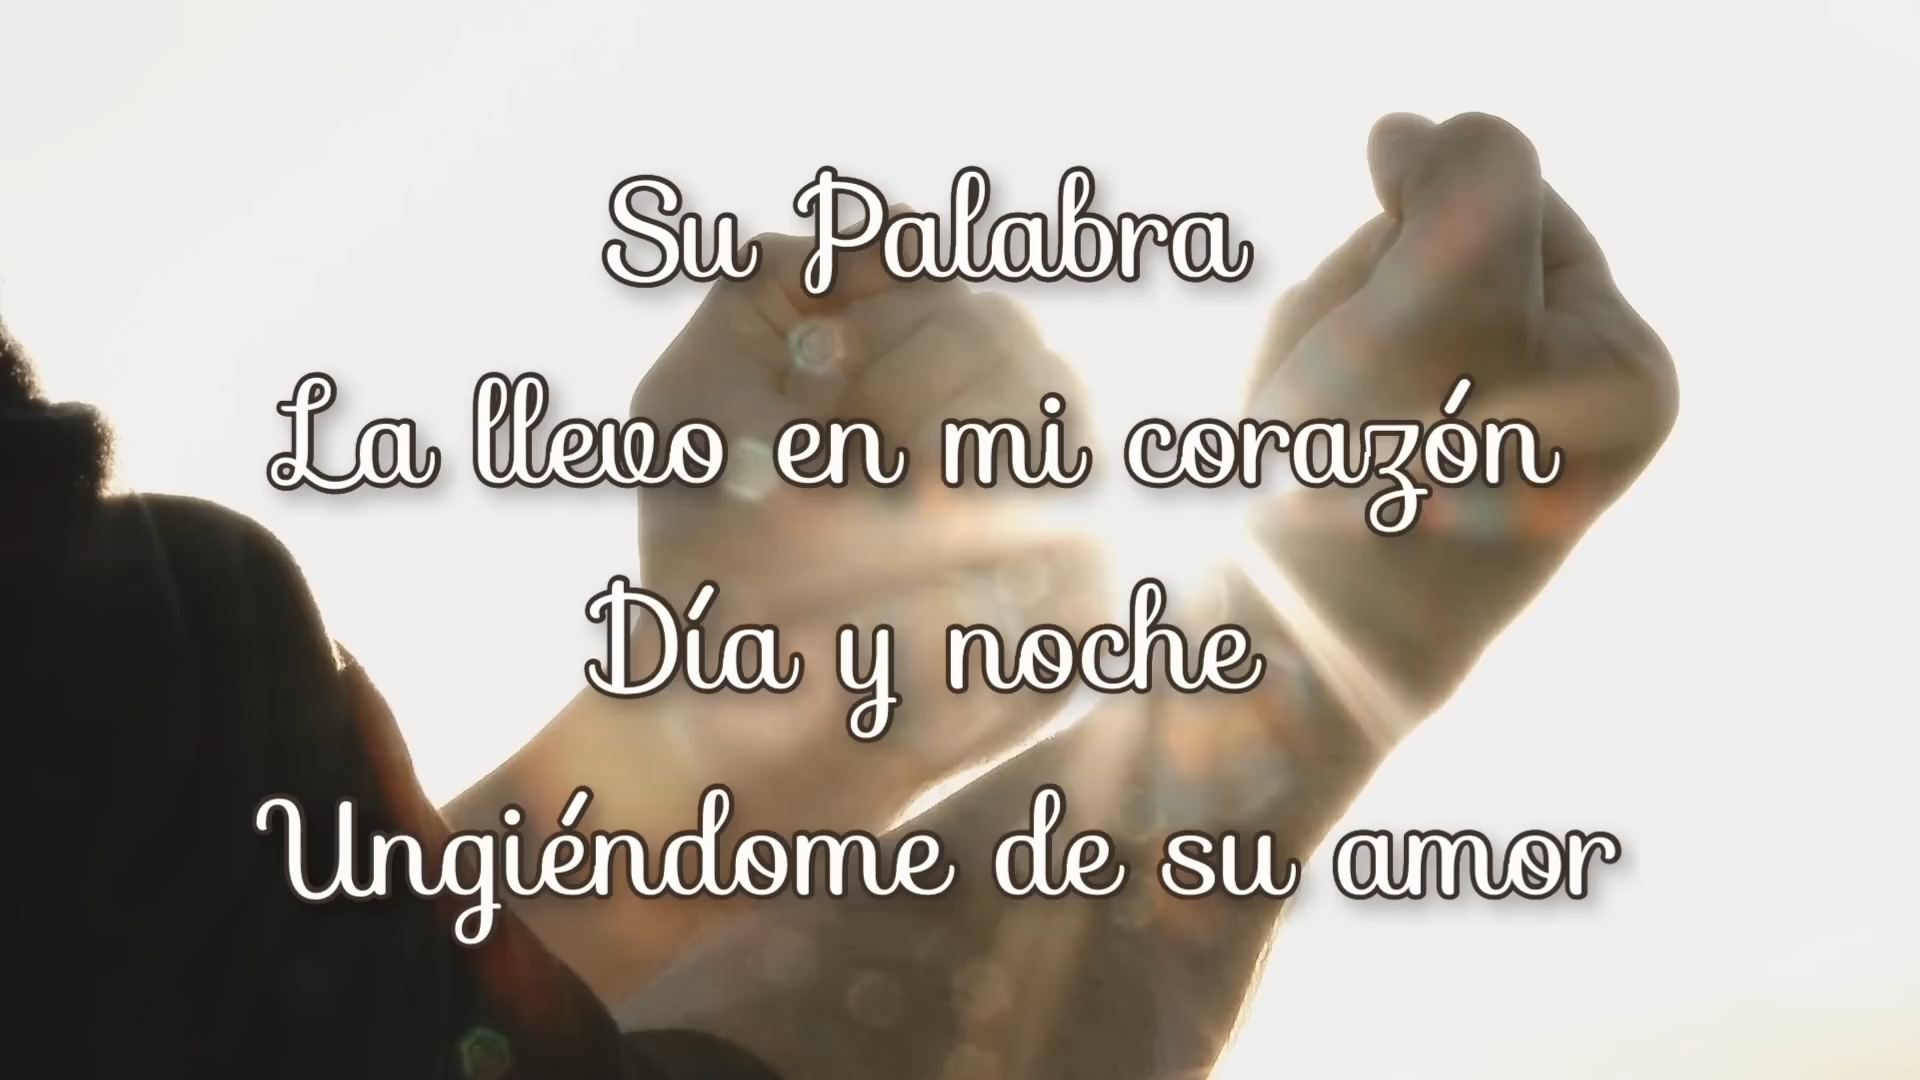 Su Palabra
La llevo en mi corazón
Día y noche
Ungiéndome de su amor